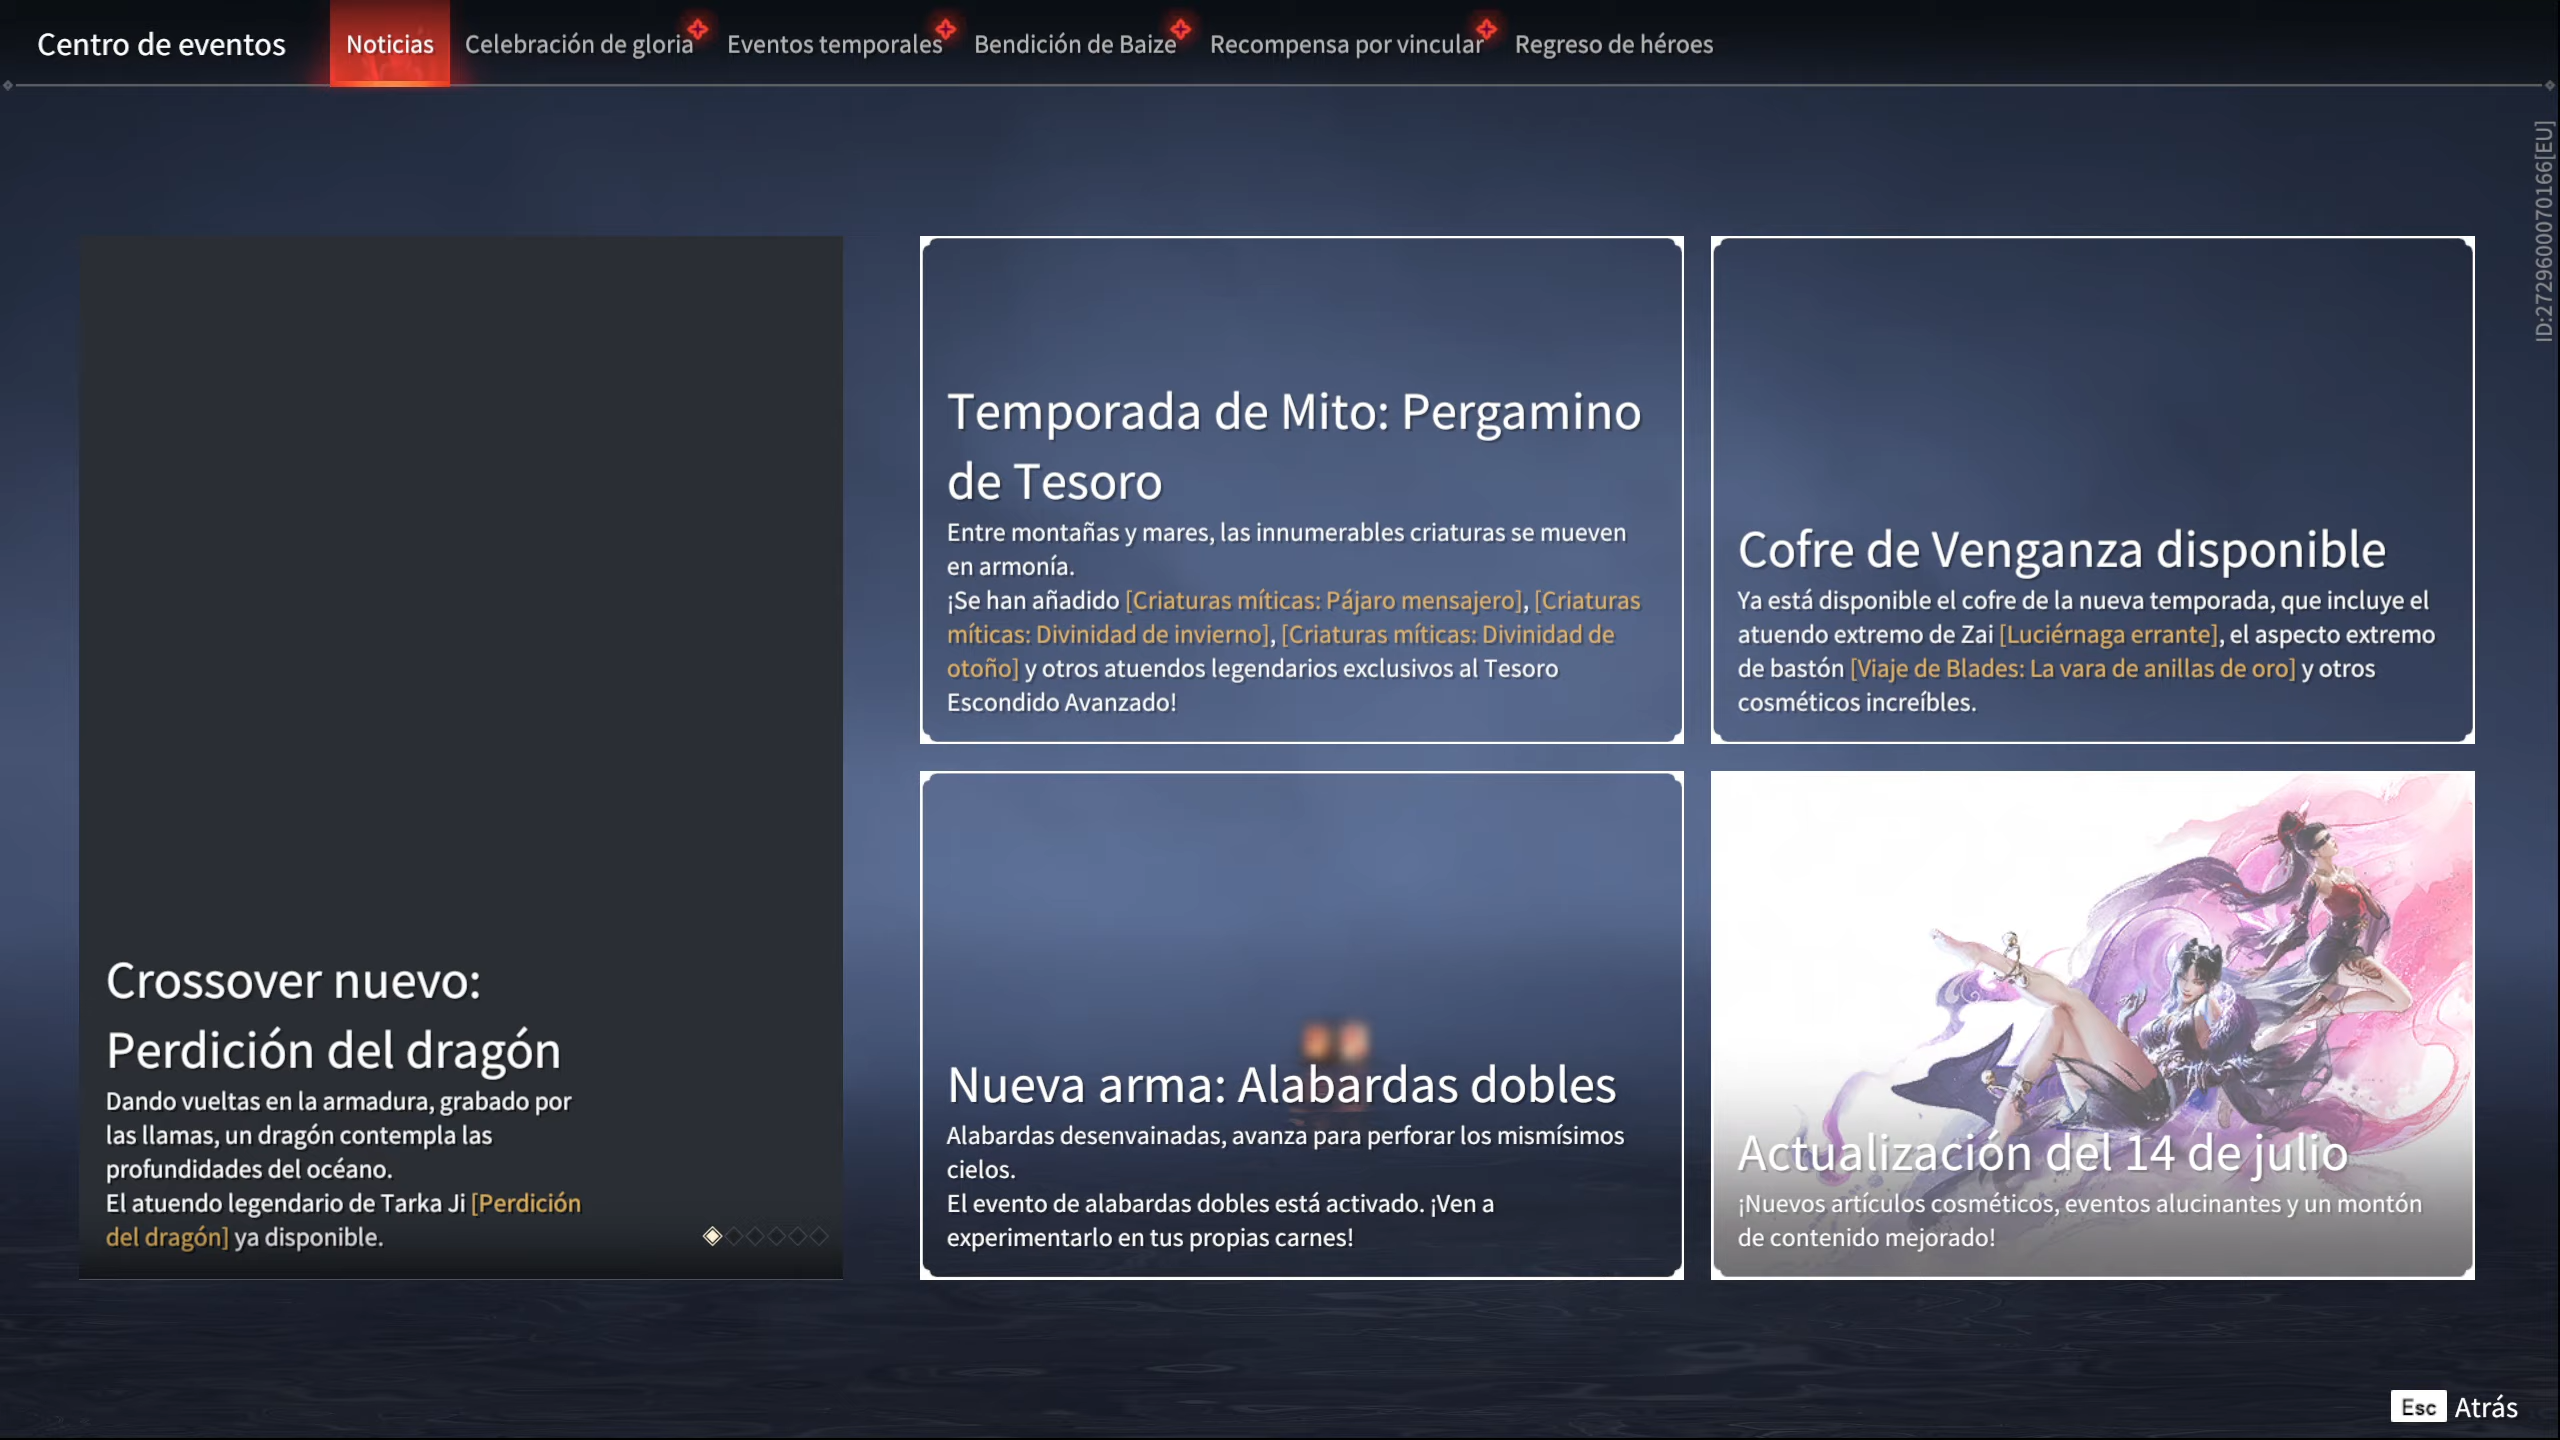 Centro de eventos
Noticias
Celebración de gloria
Eventos temporales
Bendición de Baize
Recompensa por vincular
Regreso de héroes
ID:2729600070166[EU]
Crossover nuevo:
Perdición del dragón
Dando vueltas en la armadura, grabado por
las llamas, un dragón contempla las
profundidades del océano.
El atuendo legendario de Tarka Ji [Perdición
del dragón] ya disponible.
Temporada de Mito: Pergamino
de Tesoro
Entre montañas y mares, las innumerables criaturas se mueven
en armonía.
¡Se han añadido [Criaturas míticas: Pájaro mensajero], [Criaturas
míticas: Divinidad de invierno], [Criaturas míticas: Divinidad de
otoño] y otros atuendos legendarios exclusivos al Tesoro
Escondido Avanzado!
Cofre de Venganza disponible
Ya está disponible el cofre de la nueva temporada, que incluye el
atuendo extremo de Zai [Luciérnaga errante], el aspecto extremo
de bastón [Viaje de Blades: La vara de anillas de oro] y otros
cosméticos increíbles.
Nueva arma: Alabardas dobles
Alabardas desenvainadas, avanza para perforar los mismísimos
cielos.
El evento de alabardas dobles está activado. ¡Ven a
experimentarlo en tus propias carnes!
Actualización del 14 de julio
¡Nuevos artículos cosméticos, eventos alucinantes y un montón
de contenido mejorado!
Esc Atrás